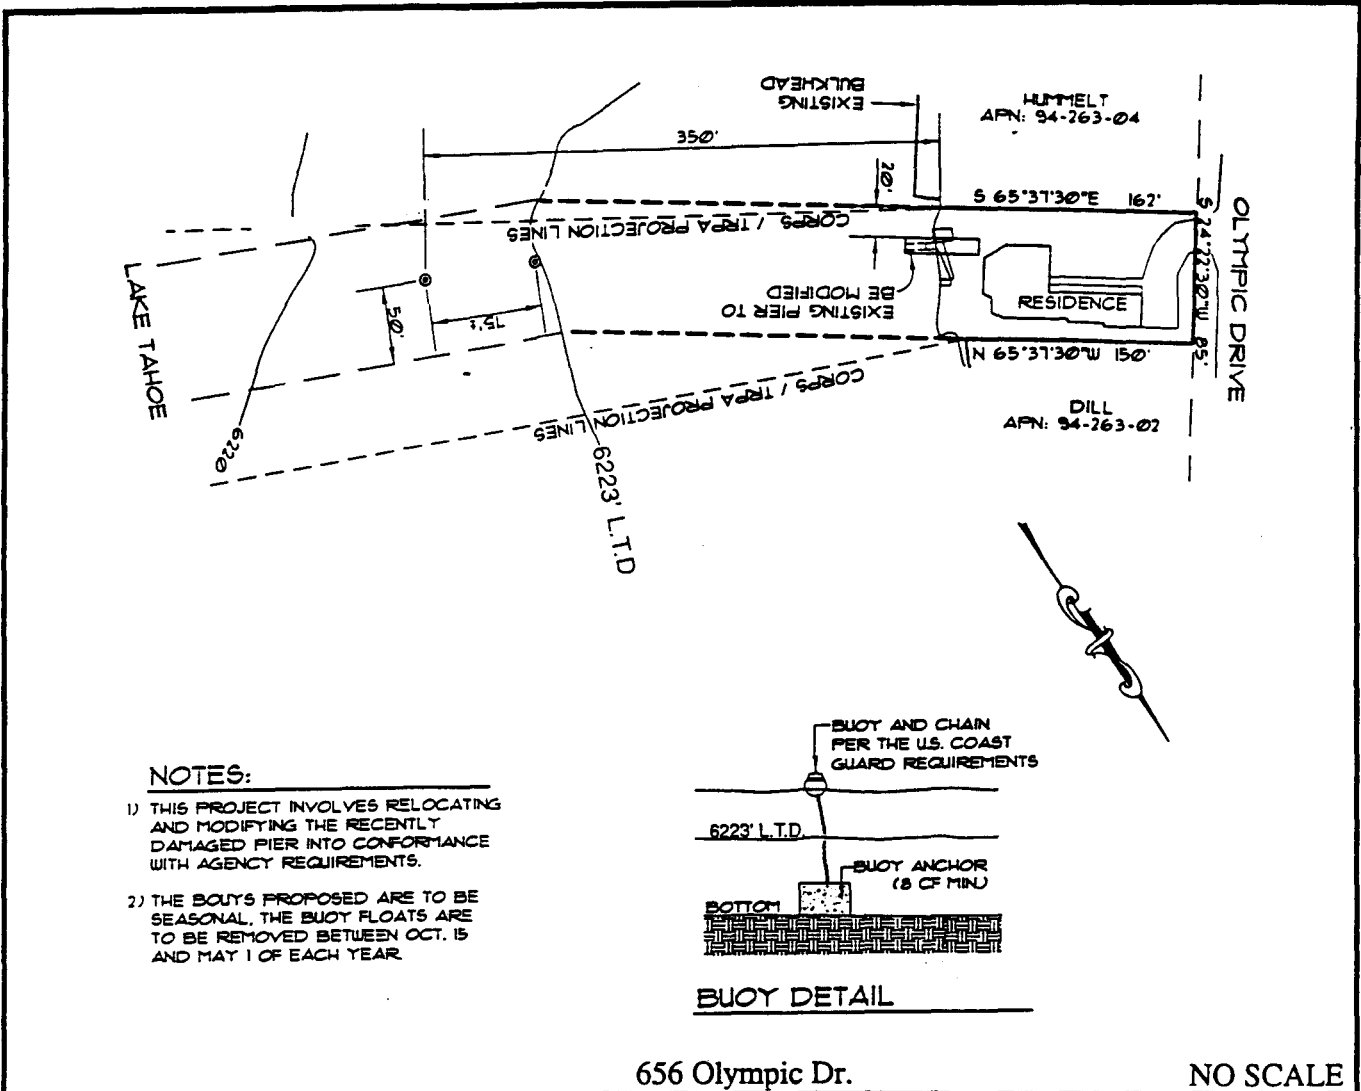 EXISTING
BULKHEAD
HUMMELT
APN: 94-263-04
350'
20'
S 65°37'30"E 162'
CORPS / TRPA PROJECTION LINES
S 24°22'30"W 85'
OLYMPIC DRIVE
LAKE TAHOE
50'
75'±
EXISTING PIER TO
BE MODIFIED
RESIDENCE
N 65°37'30"W 150'
CORPS / TRPA PROJECTION LINES
DILL
APN: 94-263-02
6220
6223' L.T.D
NOTES:
1) THIS PROJECT INVOLVES RELOCATING
AND MODIFYING THE RECENTLY
DAMAGED PIER INTO CONFORMANCE
WITH AGENCY REQUIREMENTS.
2) THE BOUYS PROPOSED ARE TO BE
SEASONAL, THE BUOY FLOATS ARE
TO BE REMOVED BETWEEN OCT. 15
AND MAY 1 OF EACH YEAR
BUOY AND CHAIN
PER THE U.S. COAST
GUARD REQUIREMENTS
6223' L.T.D.
BUOY ANCHOR
(8 CF MIN)
BOTTOM
BUOY DETAIL
656 Olympic Dr.
NO SCALE